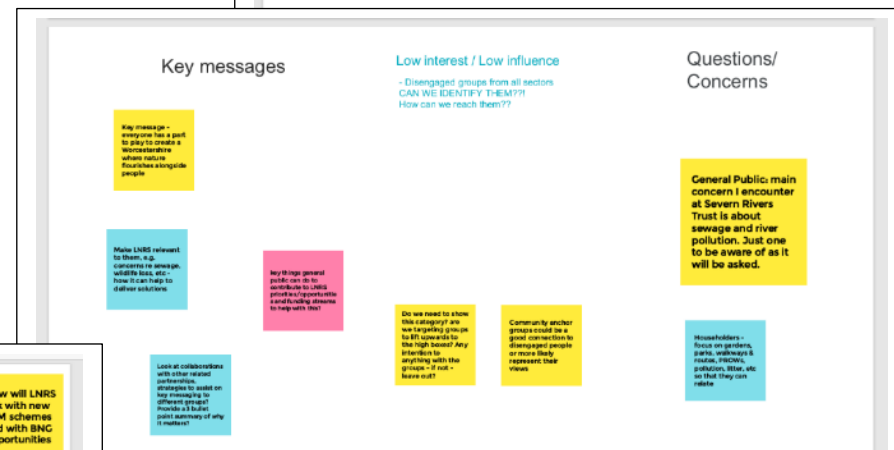 Key messages
Key message -
everyone has a part
to play to create a
Worcestershire
where nature
flourishes alongside
people
Make LNRS relevant
to them, e.g.
concerns re sewage,
wildlife loss, etc -
how it can help to
deliver solutions
key things general
public can do to
contribute to LNRS
priorities/opportunitie
s and funding streams
to help with this?
Look at collaborations
with other related
partnerships,
strategies to assist on
key messaging to
different groups?
Provide a 3 bullet
point summary of why
it matters?
Low interest / Low influence
- Disengaged groups from all sectors
CAN WE IDENTIFY THEM??!
How can we reach them??
Do we need to show
this category? are
we targeting groups
to lift upwards to
the high boxes? Any
intention to
anything with the
groups - if not -
leave out?
Community anchor
groups could be a
good connection to
disengaged people
or more likely
represent their
views
Questions/
Concerns
General Public: main
concern I encounter
at Severn Rivers
Trust is about
sewage and river
pollution. Just one
to be aware of as it
will be asked.
Householders -
focus on gardens,
parks, walkways &
routes, PROWs,
pollution, litter, etc
so that they can
relate
w will LNRS
with new
M schemes
d with BNG
portunities